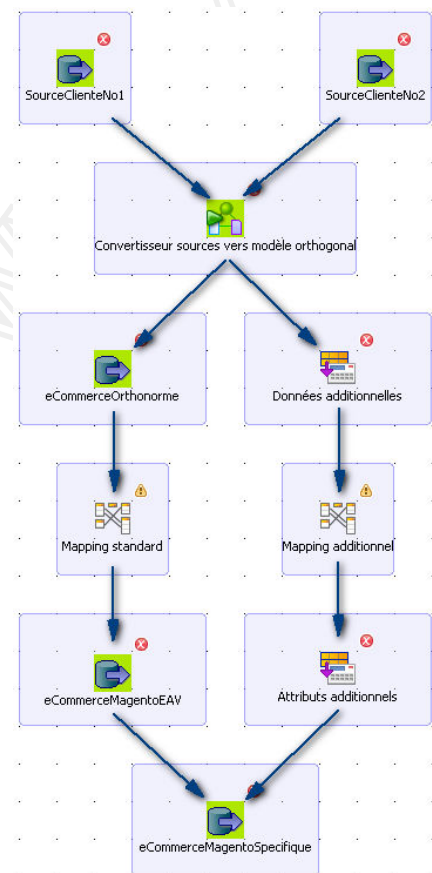 SourceClienteNo1
SourceClienteNo2
Convertisseur sources vers modèle orthogonal
eCommerceOrthonorme
Données additionnelles
Mapping standard
Mapping additionnel
eCommerceMagentoEAV
Attributs additionnels
eCommerceMagentoSpecifique